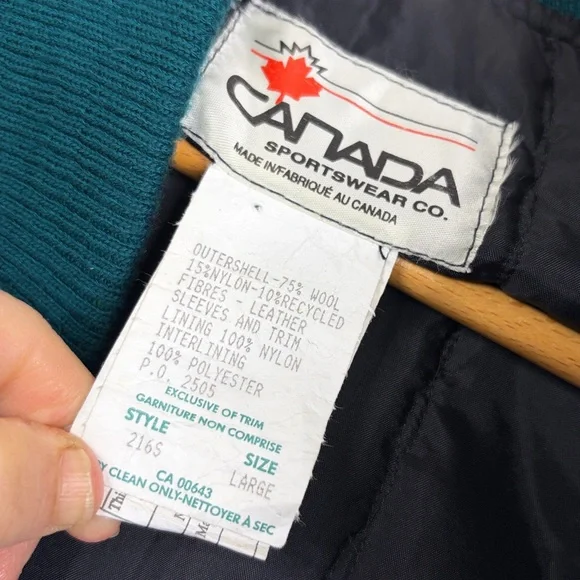 CANADA
SPORTSWEAR CO.
MADE IN/FABRIQUÉ AU CANADA
OUTERSHELL-75% WOOL
15%NYLON-10%RECYCLED
FIBRES - LEATHER
SLEEVES AND TRIM
LINING 100% NYLON
INTERLINING
100% POLYESTER
P.O. 2505
EXCLUSIVE OF TRIM
GARNITURE NON COMPRISE
STYLE SIZE
216S LARGE
CA 00643
CLEAN ONLY-NETTOYER À SEC